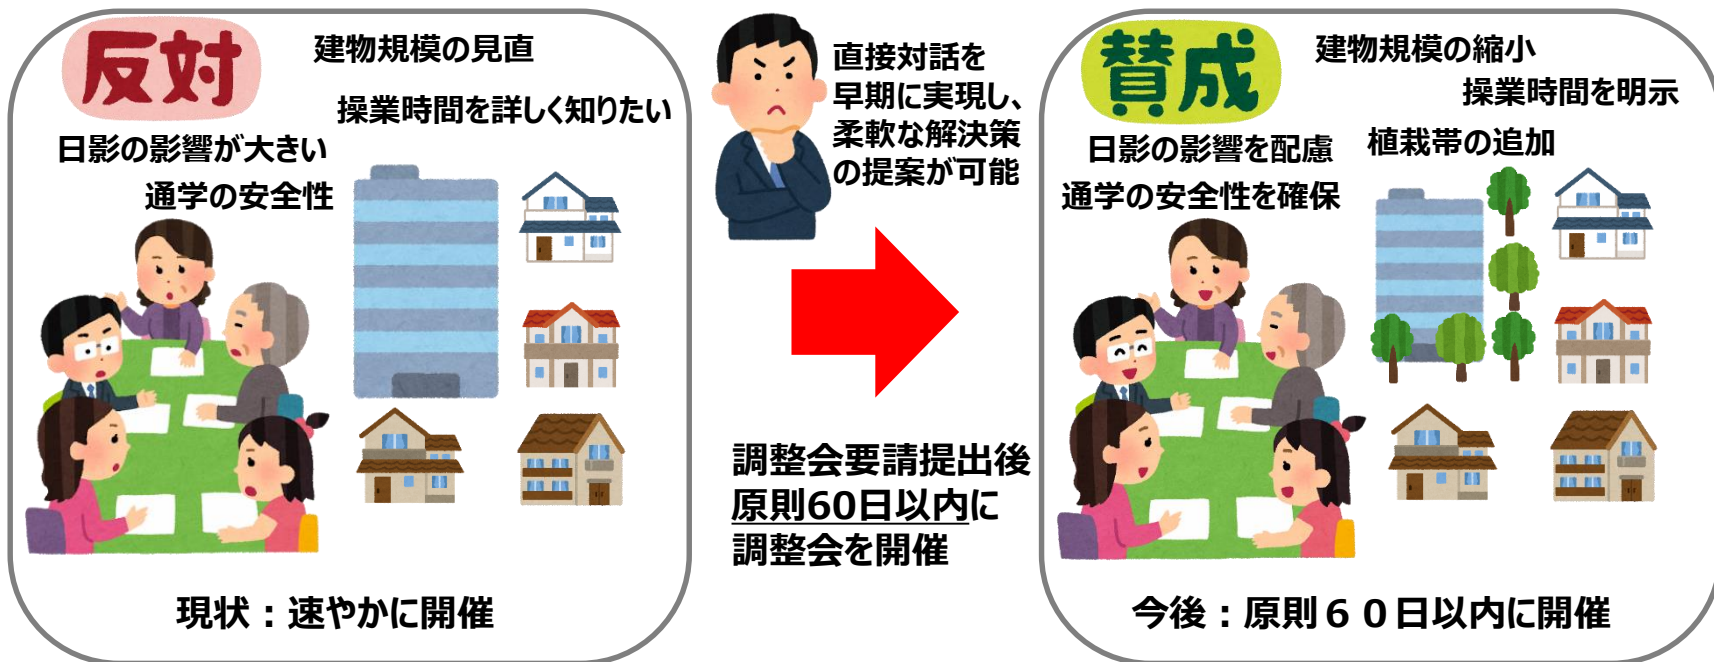 反対
建物規模の見直
操業時間を詳しく知りたい
日影の影響が大きい
通学の安全性
現状：速やかに開催
直接対話を
早期に実現し、
柔軟な解決策
の提案が可能
調整会要請提出後
原則60日以内に
調整会を開催
賛成
建物規模の縮小
操業時間を明示
植栽帯の追加
日影の影響を配慮
通学の安全性を確保
今後：原則６０日以内に開催